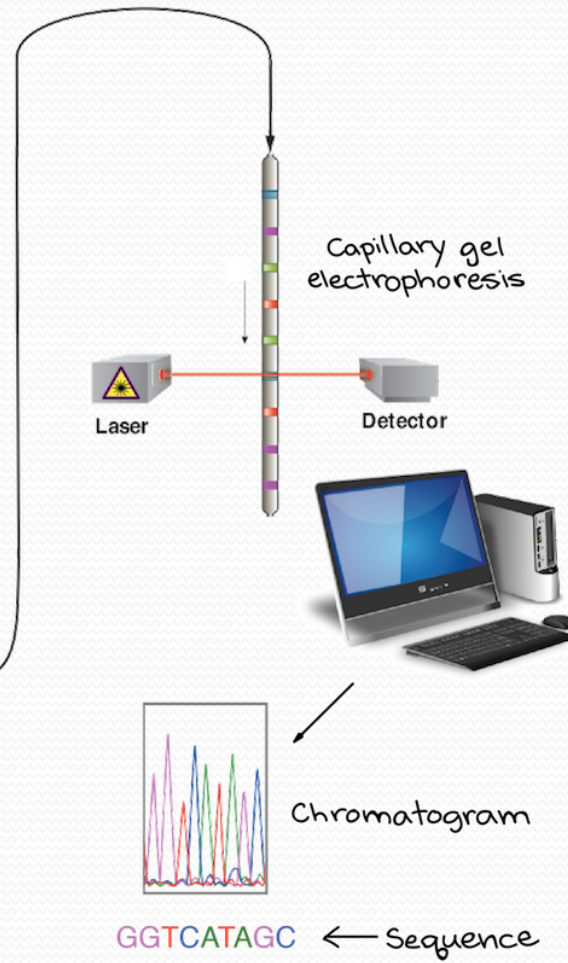 Capillary gel
electrophoresis
Laser
Detector
Chromatogram
GGTCATAGC ← Sequence